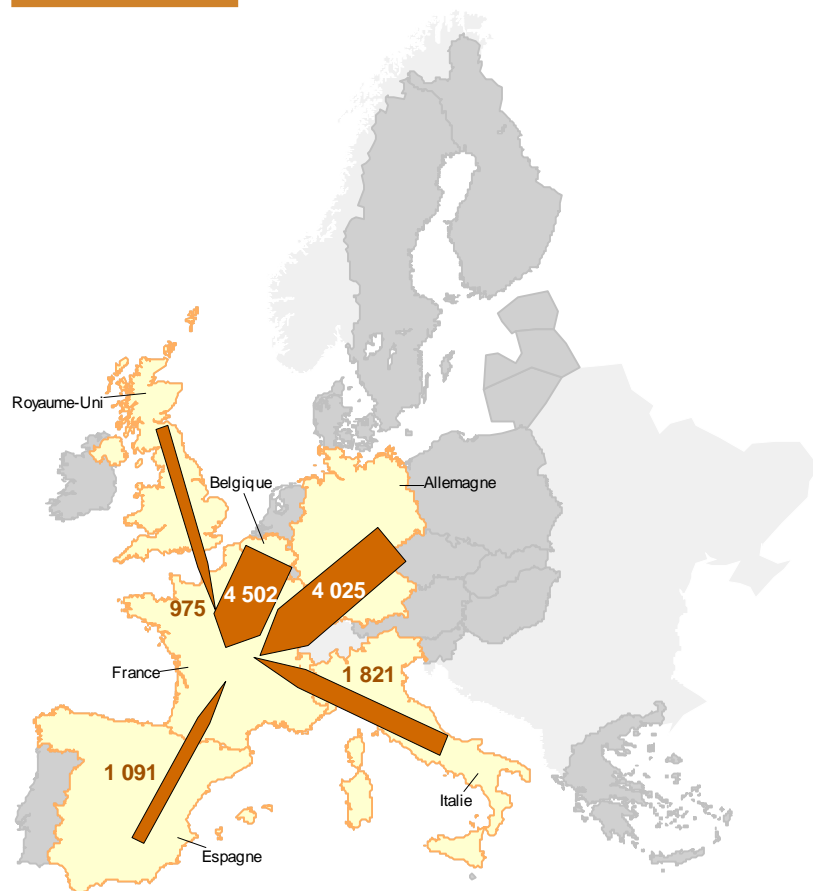 Royaume-Uni
Belgique
Allemagne
975
4 502
4 025
France
1 821
1 091
Italie
Espagne